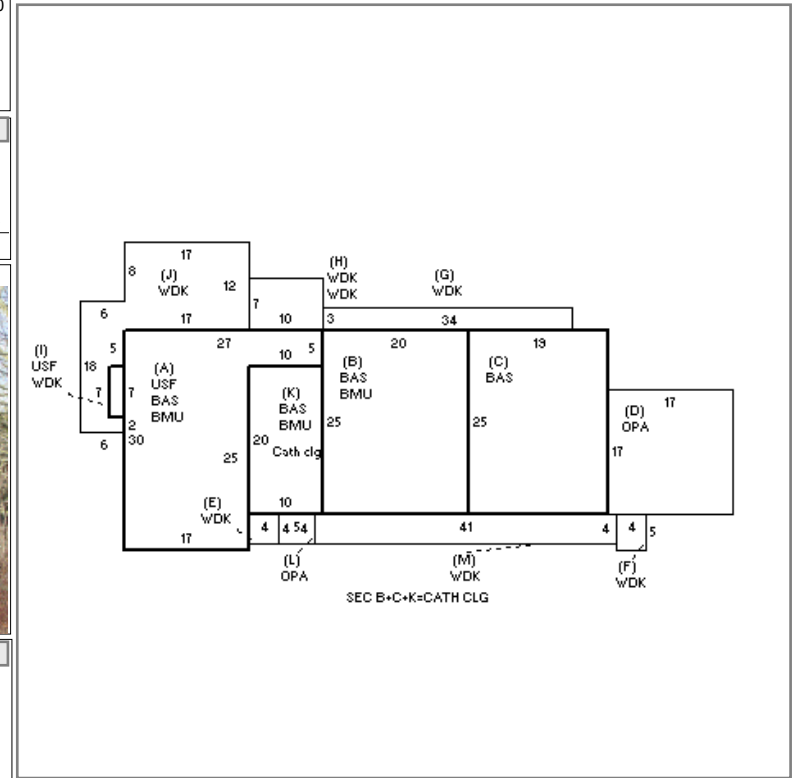 17
8
(J)
WDK
12
(H)
WDK
WDK
(G)
WDK
6
7
17
10
3
34
(I)
USF
WDK
5
27
10
5
20
19
18
(A)
USF
BAS
BMU
(B)
BAS
BMU
(C)
BAS
7
7
(K)
BAS
BMU
17
(D)
OPA
2
30
6
25
20
Cath clg
25
25
17
(E)
WDK
10
17
4
4
5
4
41
4
4
5
(L)
OPA
(M)
WDK
(F)
WDK
SEC B+C+K=CATH CLG